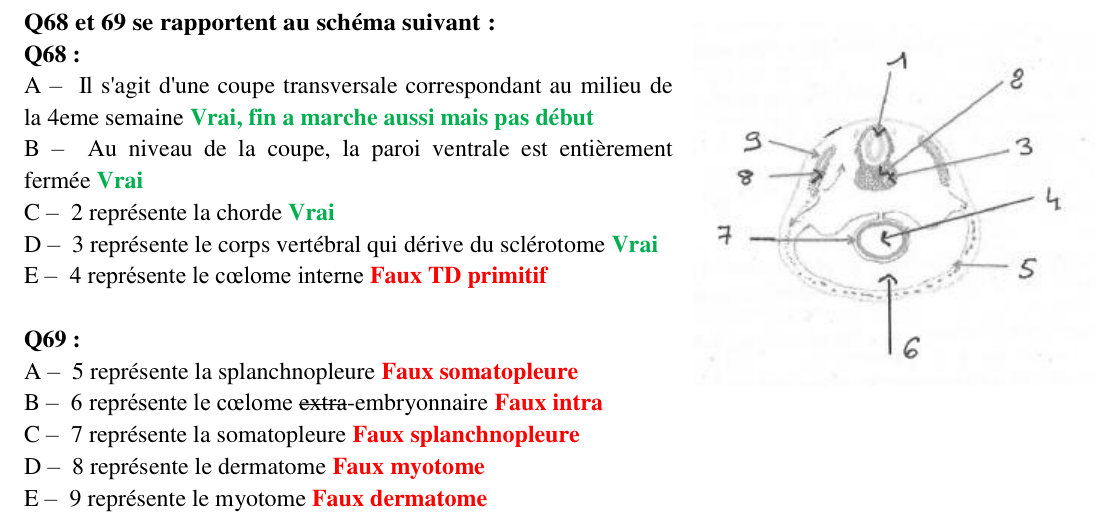 Q68 et 69 se rapportent au schéma suivant :
Q68 :
A – Il s'agit d'une coupe transversale correspondant au milieu de
la 4eme semaine Vrai, fin a marche aussi mais pas début
B – Au niveau de la coupe, la paroi ventrale est entièrement
fermée Vrai
C – 2 représente la chorde Vrai
D – 3 représente le corps vertébral qui dérive du sclérotome Vrai
E – 4 représente le cœlome interne Faux TD primitif
Q69 :
A – 5 représente la splanchnopleure Faux somatopleure
B – 6 représente le cœlome extra-embryonnaire Faux intra
C – 7 représente la somatopleure Faux splanchnopleure
D – 8 représente le dermatome Faux myotome
E – 9 représente le myotome Faux dermatome
1
2
9
3
8
4
7
5
6